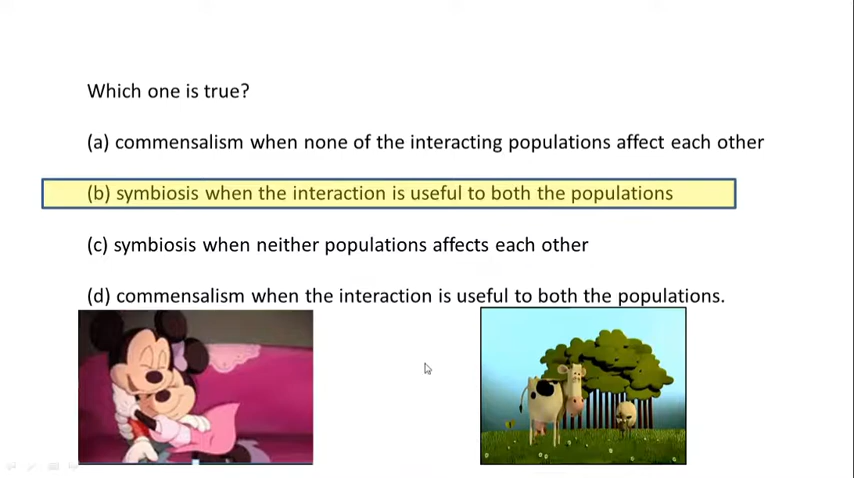 Which one is true?
(a) commensalism when none of the interacting populations affect each other
(b) symbiosis when the interaction is useful to both the populations
(c) symbiosis when neither populations affects each other
(d) commensalism when the interaction is useful to both the populations.